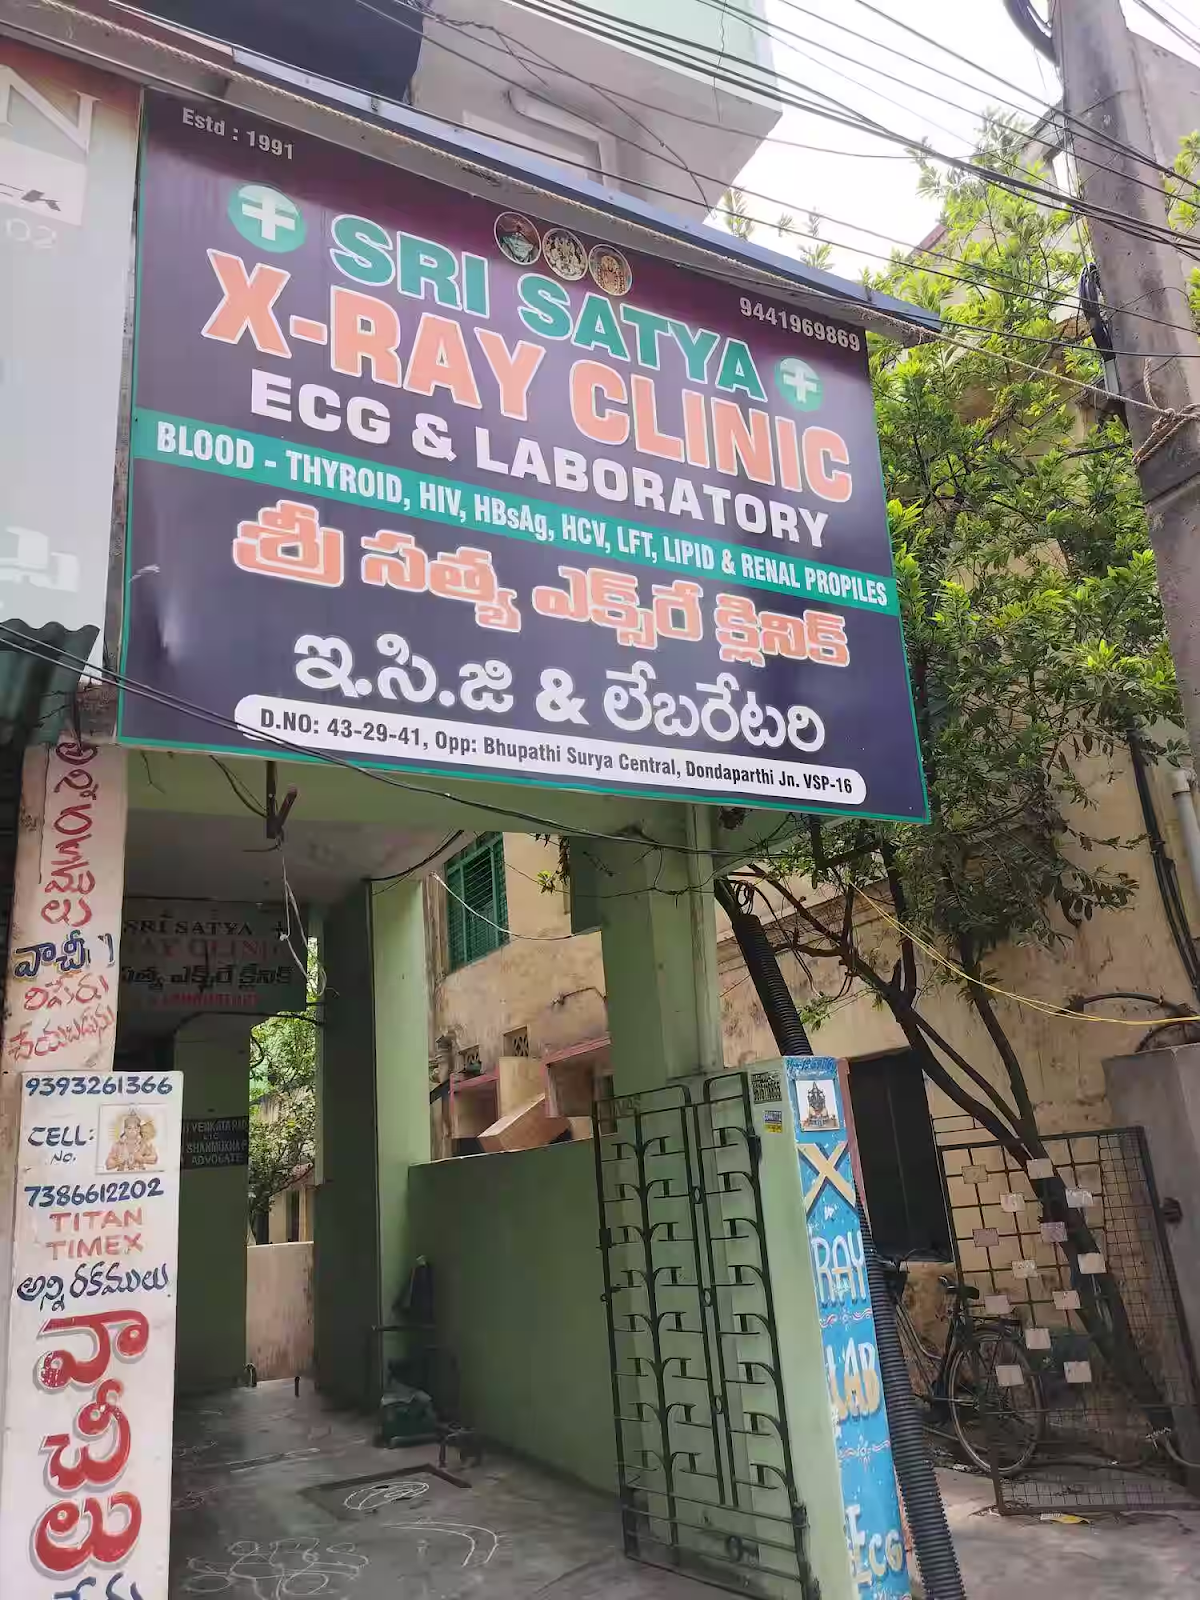 Estd : 1991
SRI SATYA
9441969869
X-RAY CLINIC
ECG & LABORATORY
BLOOD - THYROID, HIV, HBsAg, HCV, LFT, LIPID & RENAL PROPILES
శ్రీ సత్య ఎక్స్‌రే క్లినిక్
ఇ.సి.జి & లేబరేటరి
D.NO: 43-29-41, Opp: Bhupathi Surya Central, Dondaparthi Jn. VSP-16
02
SRI SATYA
RAY CLINIC
సత్య ఎక్స్‌రే క్లినిక్
ADVOCATE
వాచీ
రిపేరు
చేయబడును
9393261366
CELL:
No.
7386612202
TITAN
TIMEX
అన్ని రకములు
వాచీలు
X
RAY
LAB
ECG